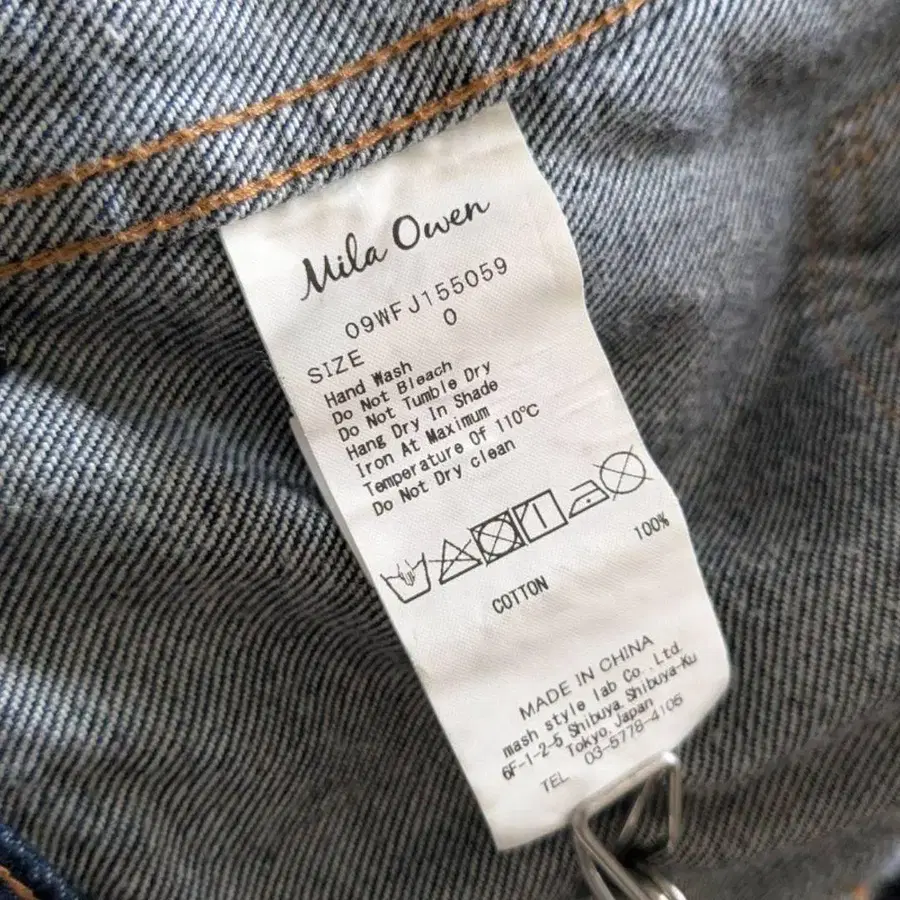 Mila Owen
09WFJ155059
SIZE 0
Hand Wash
Do Not Bleach
Do Not Tumble Dry
Hang Dry In Shade
Iron At Maximum
Temperature Of 110℃
Do Not Dry clean
COTTON 100%
MADE IN CHINA
mash style lab Co., Ltd.
6F-1-2-5 Shibuya Shibuya-Ku
Tokyo. Japan
TEL 03-5778-4105